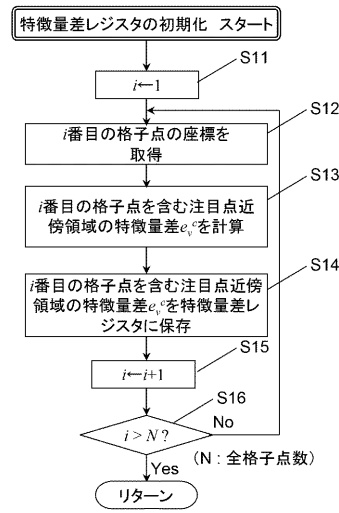 特徴量差レジスタの初期化 スタート
S11
i←1
S12
i番目の格子点の座標を
取得
S13
i番目の格子点を含む注目点近
傍領域の特徴量差eᵥᶜを計算
S14
i番目の格子点を含む注目点近傍
領域の特徴量差eᵥᶜを特徴量差レ
ジスタに保存
S15
i←i+1
S16
i > N ?
No
(N : 全格子点数)
Yes
リターン